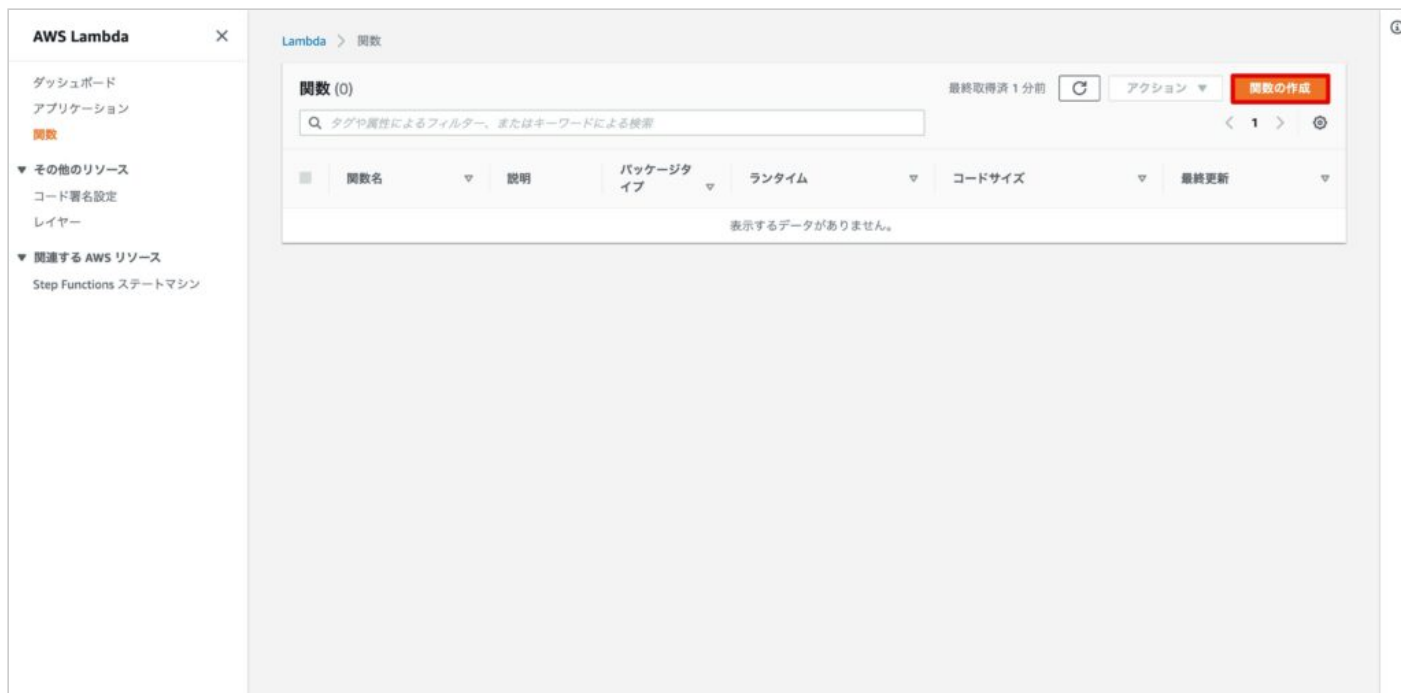 AWS Lambda
ダッシュボード
アプリケーション
関数
その他のリソース
コード署名設定
レイヤー
関連する AWS リソース
Step Functions ステートマシン
Lambda > 関数
関数 (0)
最終取得済 1 分前
アクション
関数の作成
タグや属性によるフィルター、またはキーワードによる検索
< 1 >
関数名
説明
パッケージタ
イプ
ランタイム
コードサイズ
最終更新
表示するデータがありません。